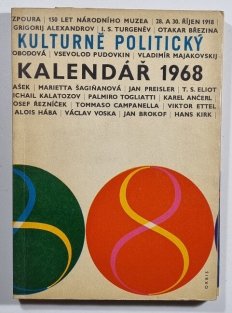 ZPOURA | 150 LET NÁRODNÍHO MUZEA | 28. A 30. ŘÍJEN 1918 |
GRIGORIJ ALEXANDROV | I. S. TURGENĚV | OTAKAR BŘEZINA
KULTURNĚ POLITICKÝ
OBODOVÁ | VSEVOLOD PUDOVKIN | VLADIMÍR MAJAKOVSKIJ
KALENDÁŘ 1968
AŠEK | MARIETTA ŠAGIŇANOVÁ | JAN PREISLER | T. S. ELIOT
ICHAIL KALATOZOV | PALMIRO TOGLIATTI | KAREL ANČERL
OSEF ŘEZNÍČEK | TOMMASO CAMPANELLA | VIKTOR ETTEL
ALOIS HÁBA | VÁCLAV VOSKA | JAN BROKOF | HANS KIRK
ORBIS